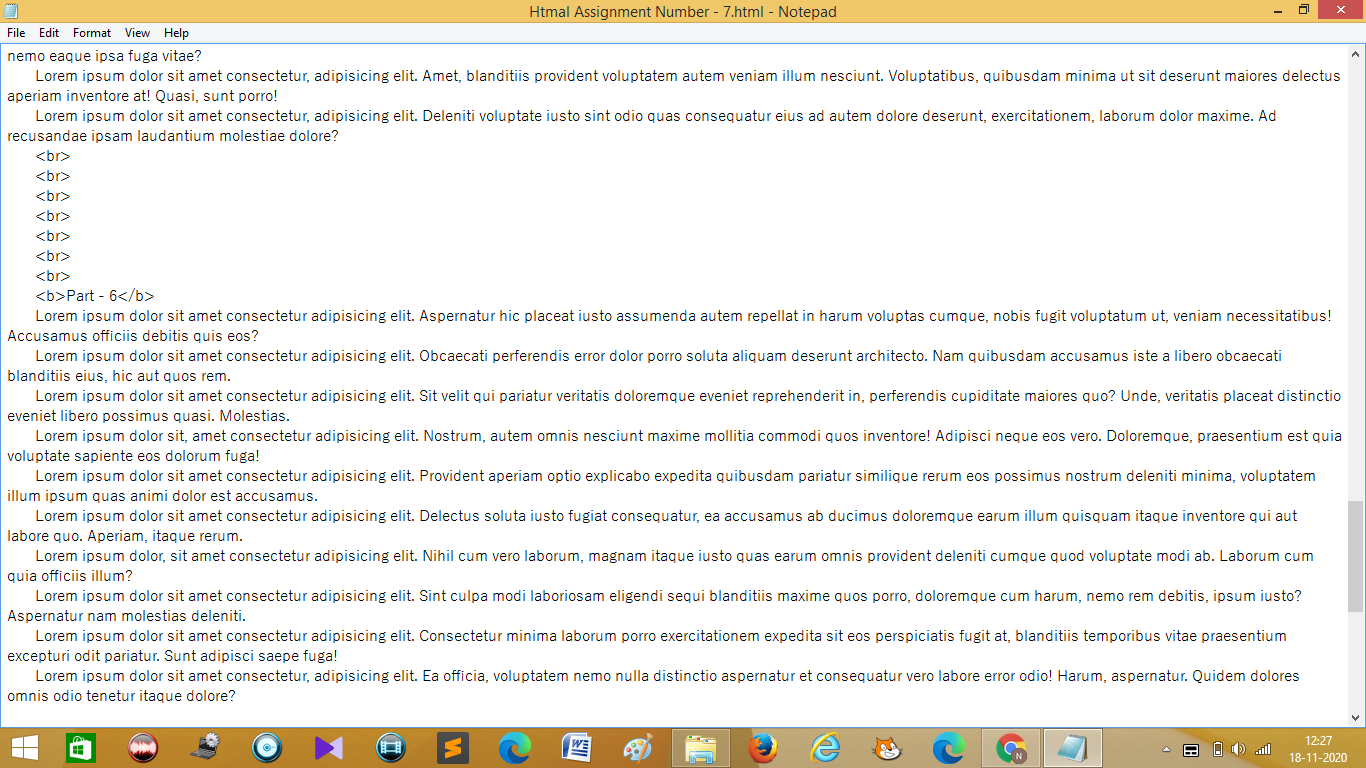 Htmal Assignment Number - 7.html - Notepad
File Edit Format View Help
nemo eaque ipsa fuga vitae?
Lorem ipsum dolor sit amet consectetur, adipisicing elit. Amet, blanditiis provident voluptatem autem veniam illum nesciunt. Voluptatibus, quibusdam minima ut sit deserunt maiores delectus
aperiam inventore at! Quasi, sunt porro!
Lorem ipsum dolor sit amet consectetur, adipisicing elit. Deleniti voluptate iusto sint odio quas consequatur eius ad autem dolore deserunt, exercitationem, laborum dolor maxime. Ad
recusandae ipsam laudantium molestiae dolore?
<br>
<br>
<br>
<br>
<br>
<br>
<br>
<b>Part - 6</b>
Lorem ipsum dolor sit amet consectetur adipisicing elit. Aspernatur hic placeat iusto assumenda autem repellat in harum voluptas cumque, nobis fugit voluptatum ut, veniam necessitatibus!
Accusamus officiis debitis quis eos?
Lorem ipsum dolor sit amet consectetur adipisicing elit. Obcaecati perferendis error dolor porro soluta aliquam deserunt architecto. Nam quibusdam accusamus iste a libero obcaecati
blanditiis eius, hic aut quos rem.
Lorem ipsum dolor sit amet consectetur adipisicing elit. Sit velit qui pariatur veritatis doloremque eveniet reprehenderit in, perferendis cupiditate maiores quo? Unde, veritatis placeat distinctio
eveniet libero possimus quasi. Molestias.
Lorem ipsum dolor sit, amet consectetur adipisicing elit. Nostrum, autem omnis nesciunt maxime mollitia commodi quos inventore! Adipisci neque eos vero. Doloremque, praesentium est quia
voluptate sapiente eos dolorum fuga!
Lorem ipsum dolor sit amet consectetur adipisicing elit. Provident aperiam optio explicabo expedita quibusdam pariatur similique rerum eos possimus nostrum deleniti minima, voluptatem
illum ipsum quas animi dolor est accusamus.
Lorem ipsum dolor sit amet consectetur adipisicing elit. Delectus soluta iusto fugiat consequatur, ea accusamus ab ducimus doloremque earum illum quisquam itaque inventore qui aut
labore quo. Aperiam, itaque rerum.
Lorem ipsum dolor, sit amet consectetur adipisicing elit. Nihil cum vero laborum, magnam itaque iusto quas earum omnis provident deleniti cumque quod voluptate modi ab. Laborum cum
quia officiis illum?
Lorem ipsum dolor sit amet consectetur adipisicing elit. Sint culpa modi laboriosam eligendi sequi blanditiis maxime quos porro, doloremque cum harum, nemo rem debitis, ipsum iusto?
Aspernatur nam molestias deleniti.
Lorem ipsum dolor sit amet consectetur adipisicing elit. Consectetur minima laborum porro exercitationem expedita sit eos perspiciatis fugit at, blanditiis temporibus vitae praesentium
excepturi odit pariatur. Sunt adipisci saepe fuga!
Lorem ipsum dolor sit amet consectetur, adipisicing elit. Ea officia, voluptatem nemo nulla distinctio aspernatur et consequatur vero labore error odio! Harum, aspernatur. Quidem dolores
omnis odio tenetur itaque dolore?
12:27
18-11-2020